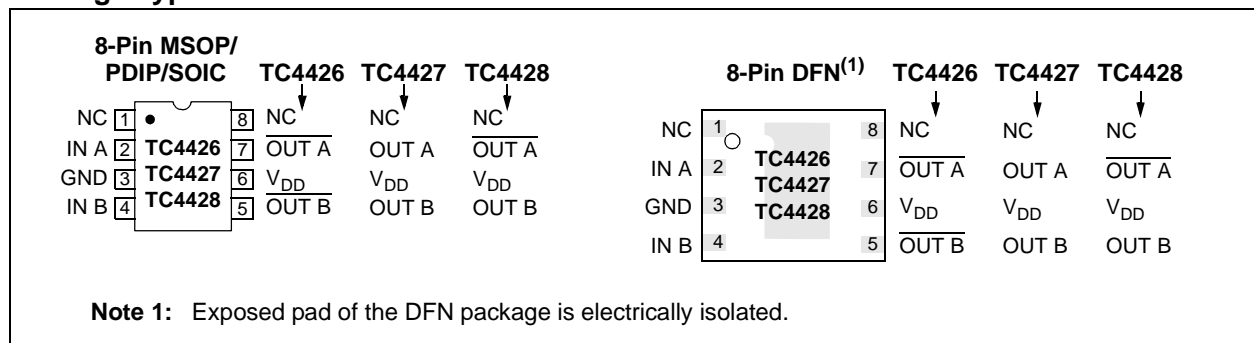 8-Pin MSOP/
PDIP/SOIC TC4426 TC4427 TC4428
NC 1 8 NC NC NC
IN A 2 TC4426 7 OUT A OUT A OUT A
GND 3 TC4427 6 VDD VDD VDD
IN B 4 TC4428 5 OUT B OUT B OUT B
8-Pin DFN(1) TC4426 TC4427 TC4428
NC 1 8 NC NC NC
IN A 2 TC4426 7 OUT A OUT A OUT A
TC4427
GND 3 TC4428 6 VDD VDD VDD
IN B 4 5 OUT B OUT B OUT B
Note 1: Exposed pad of the DFN package is electrically isolated.